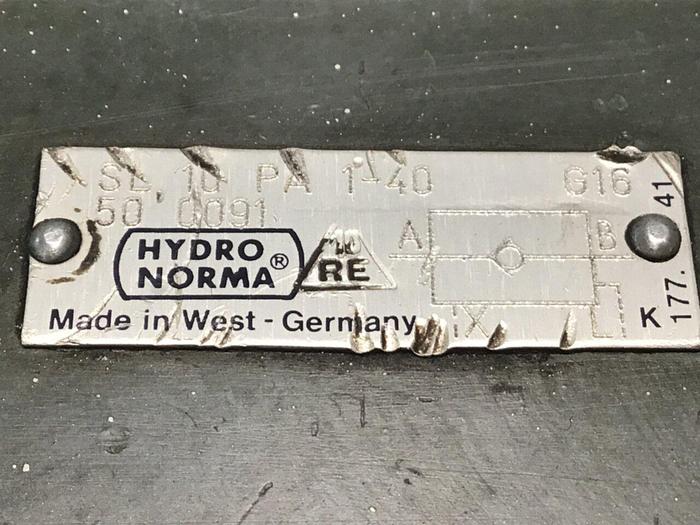 SL 10 PA 1-40 G16
50 0091
HYDRO
NORMA®
RE
A B
X
Made in West-Germany
K
177. 41